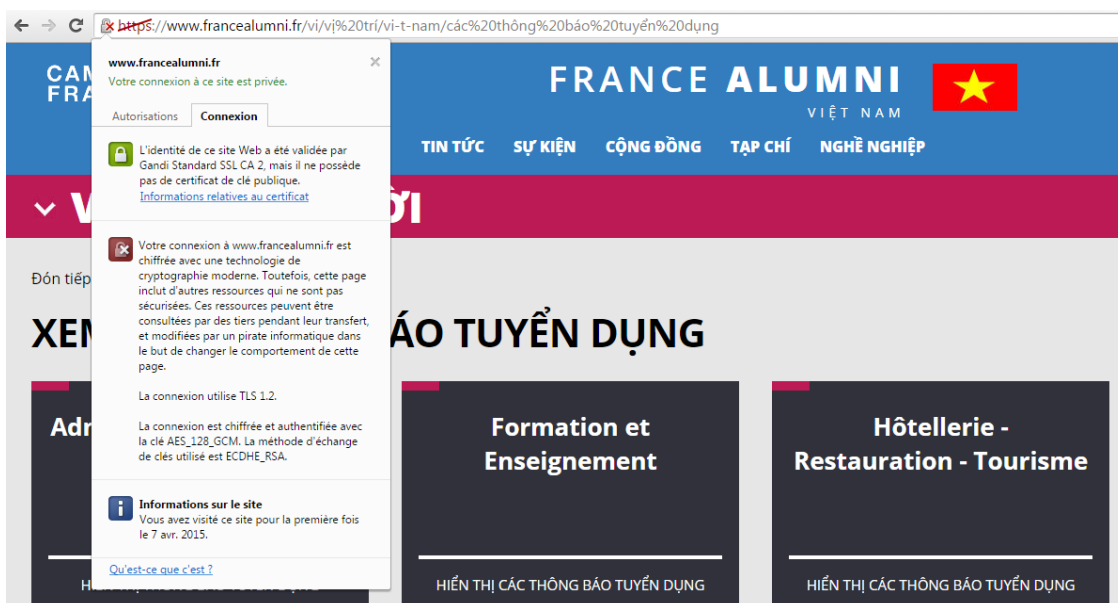 https://www.francealumni.fr/vi/vị%20trí/vi-t-nam/các%20thông%20báo%20tuyển%20dụng
www.francealumni.fr
Votre connexion à ce site est privée.
Autorisations Connexion
L'identité de ce site Web a été validée par
Gandi Standard SSL CA 2, mais il ne possède
pas de certificat de clé publique.
Informations relatives au certificat
Votre connexion à www.francealumni.fr est
chiffrée avec une technologie de
cryptographie moderne. Toutefois, cette page
inclut d'autres ressources qui ne sont pas
sécurisées. Ces ressources peuvent être
consultées par des tiers pendant leur transfert,
et modifiées par un pirate informatique dans
le but de changer le comportement de cette
page.
La connexion utilise TLS 1.2.
La connexion est chiffrée et authentifiée avec
la clé AES_128_GCM. La méthode d'échange
de clés utilisé est ECDHE_RSA.
Informations sur le site
Vous avez visité ce site pour la première fois
le 7 avr. 2015.
Qu'est-ce que c'est ?
FRANCE ALUMNI
VIỆT NAM
TIN TỨC SỰ KIỆN CỘNG ĐỒNG TẠP CHÍ NGHỀ NGHIỆP
Đón tiếp
TUYỂN DỤNG
Formation et
Enseignement
HIỂN THỊ CÁC THÔNG BÁO TUYỂN DỤNG
Hôtellerie -
Restauration - Tourisme
HIỂN THỊ CÁC THÔNG BÁO TUYỂN DỤNG